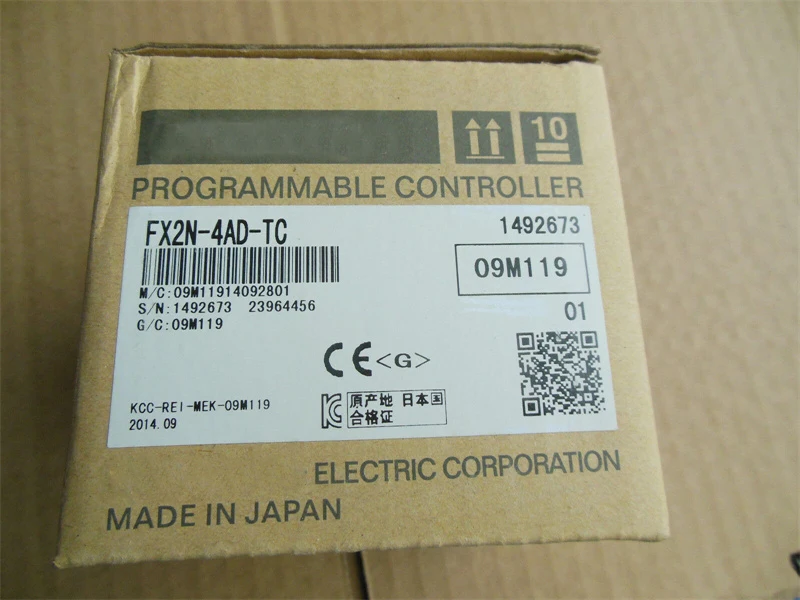 10
PROGRAMMABLE CONTROLLER
FX2N-4AD-TC
1492673
M/C:09M11914092801
09M119
S/N:1492673 23964456
G/C:09M119
01
CE<G>
KCC-REI-MEK-09M119
2014.09
KC
原产地 日本国
合格证
ELECTRIC CORPORATION
MADE IN JAPAN